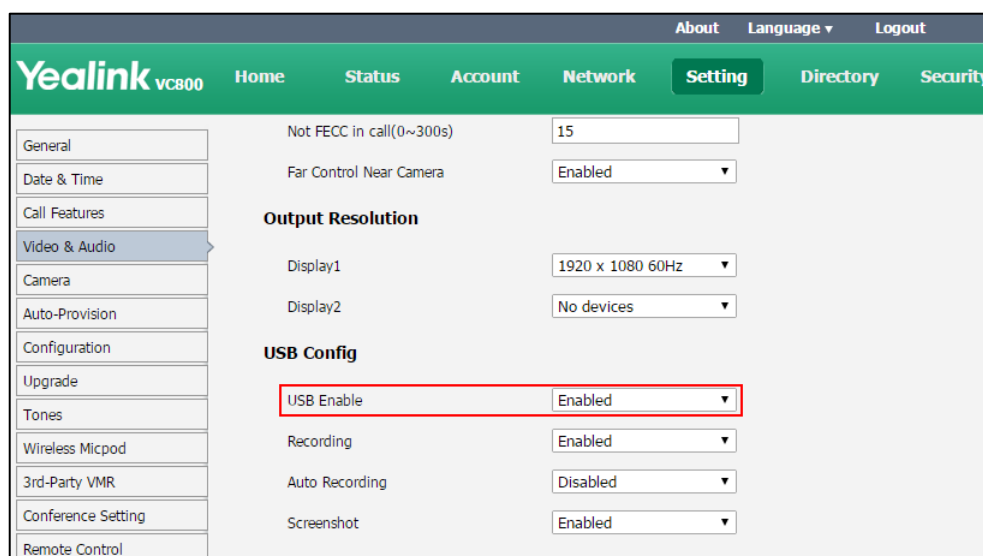 About Language ▾ Logout
Yealink VC800 Home Status Account Network Setting Directory Security
General
Date & Time
Call Features
Video & Audio
Camera
Auto-Provision
Configuration
Upgrade
Tones
Wireless Micpod
3rd-Party VMR
Conference Setting
Remote Control
Not FECC in call(0~300s) 15
Far Control Near Camera Enabled
Output Resolution
Display1 1920 x 1080 60Hz
Display2 No devices
USB Config
USB Enable Enabled
Recording Enabled
Auto Recording Disabled
Screenshot Enabled